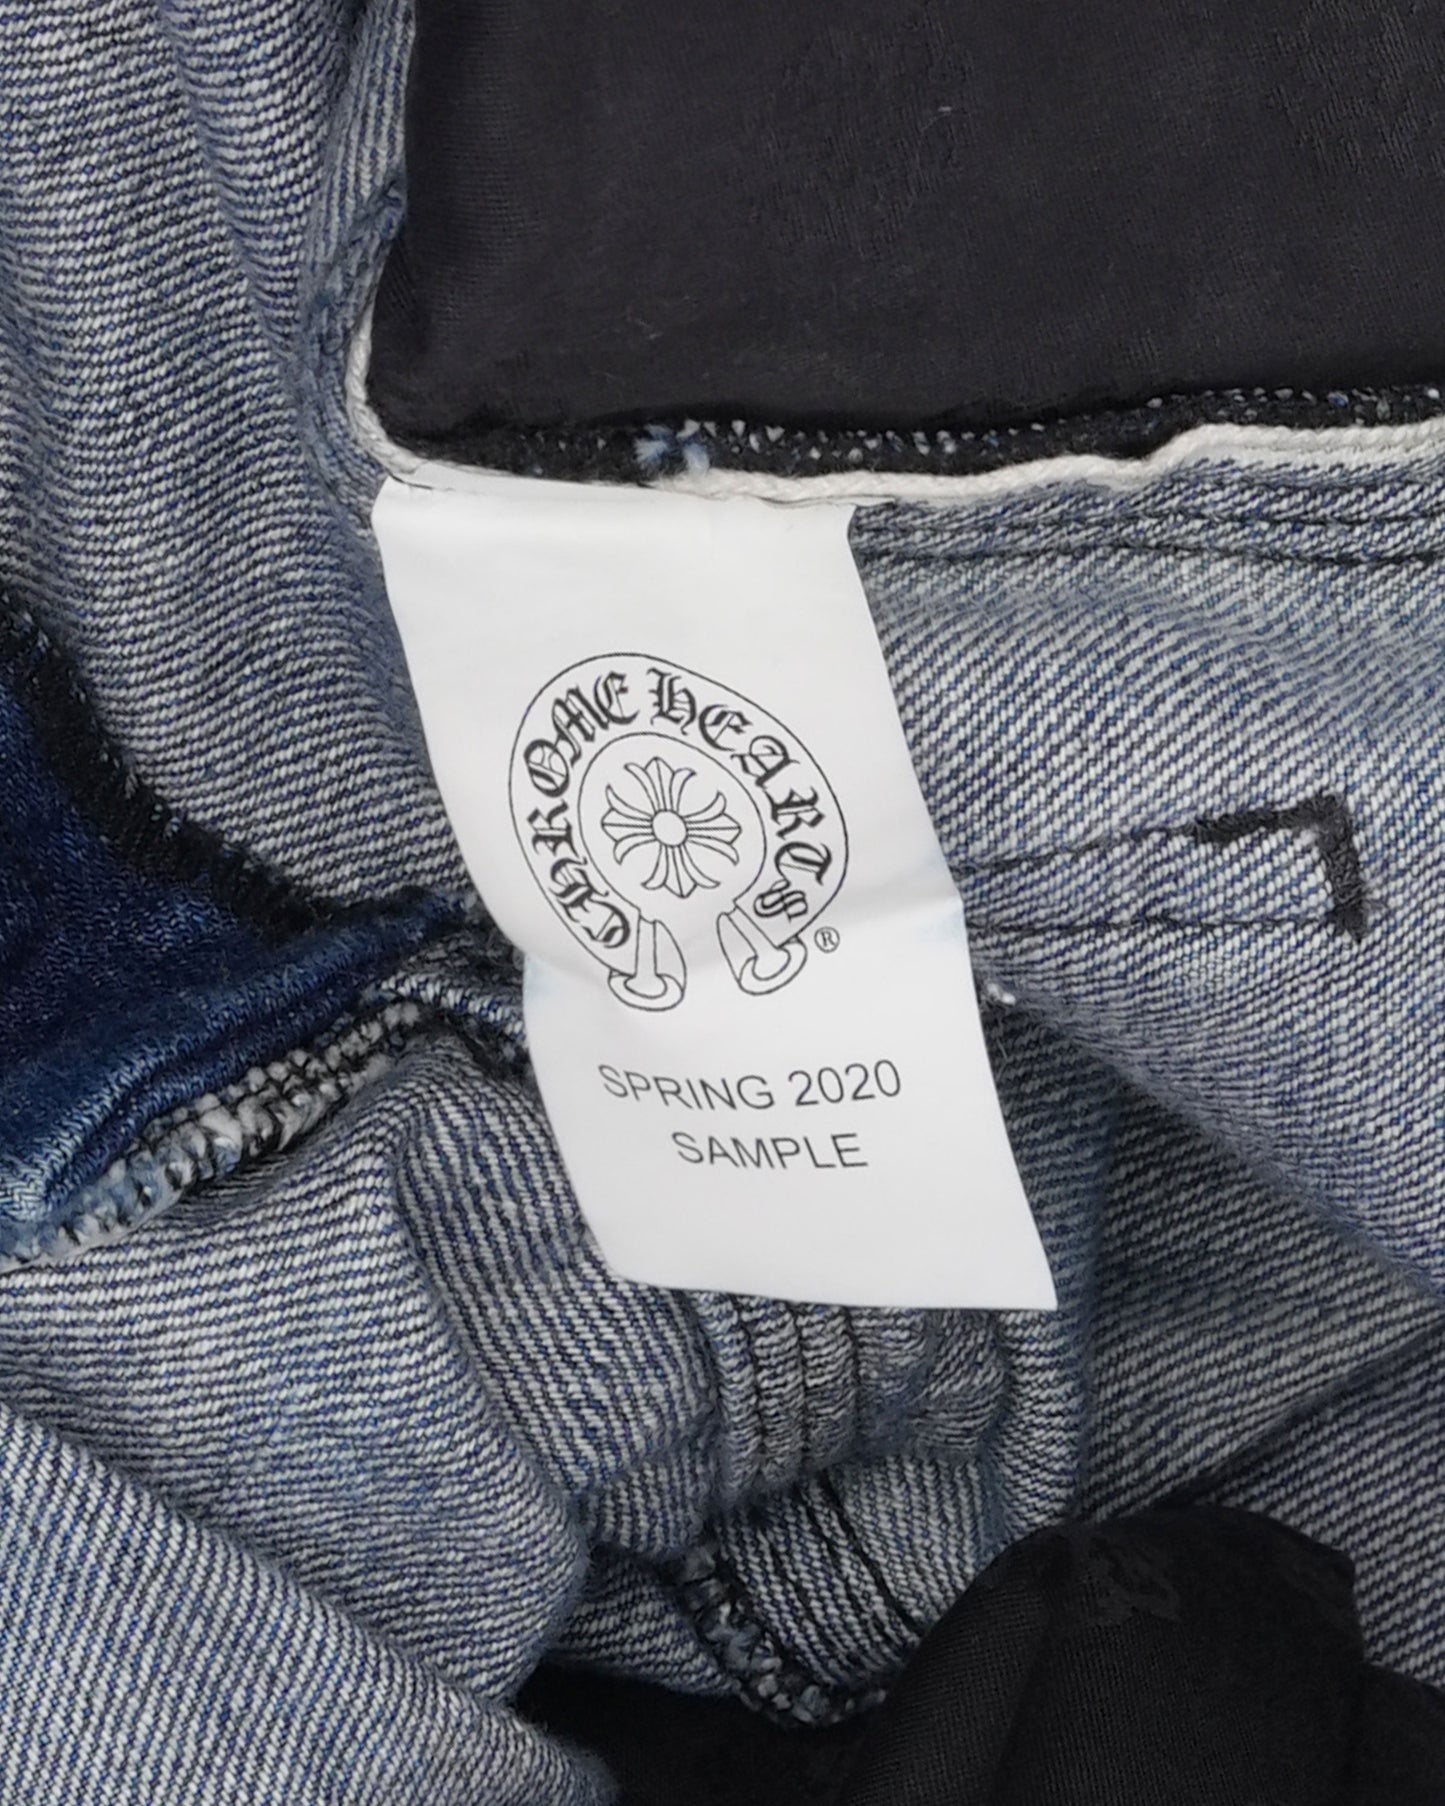 CHROME HEARTS
®
SPRING 2020
SAMPLE